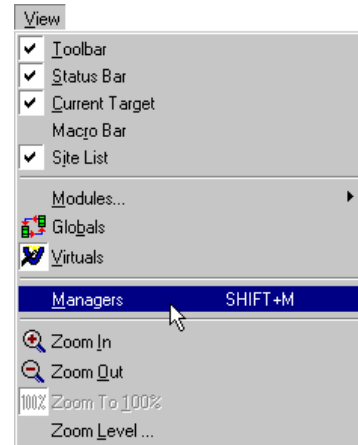 View
Toolbar
Status Bar
Current Target
Macro Bar
Site List
Modules...
Globals
Virtuals
Managers SHIFT+M
Zoom In
Zoom Out
100% Zoom To 100%
Zoom Level ...